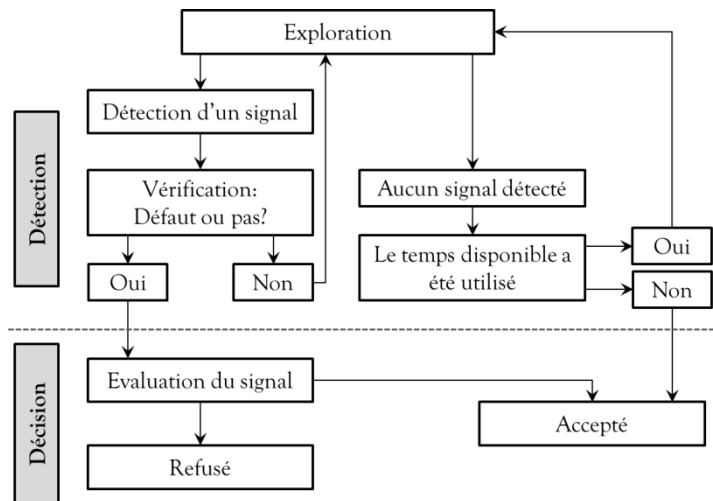 Exploration
Détection d'un signal
Détection
Vérification:
Défaut ou pas?
Aucun signal détecté
Le temps disponible a
été utilisé
Oui
Non
Oui
Non
Décision
Evaluation du signal
Accepté
Refusé